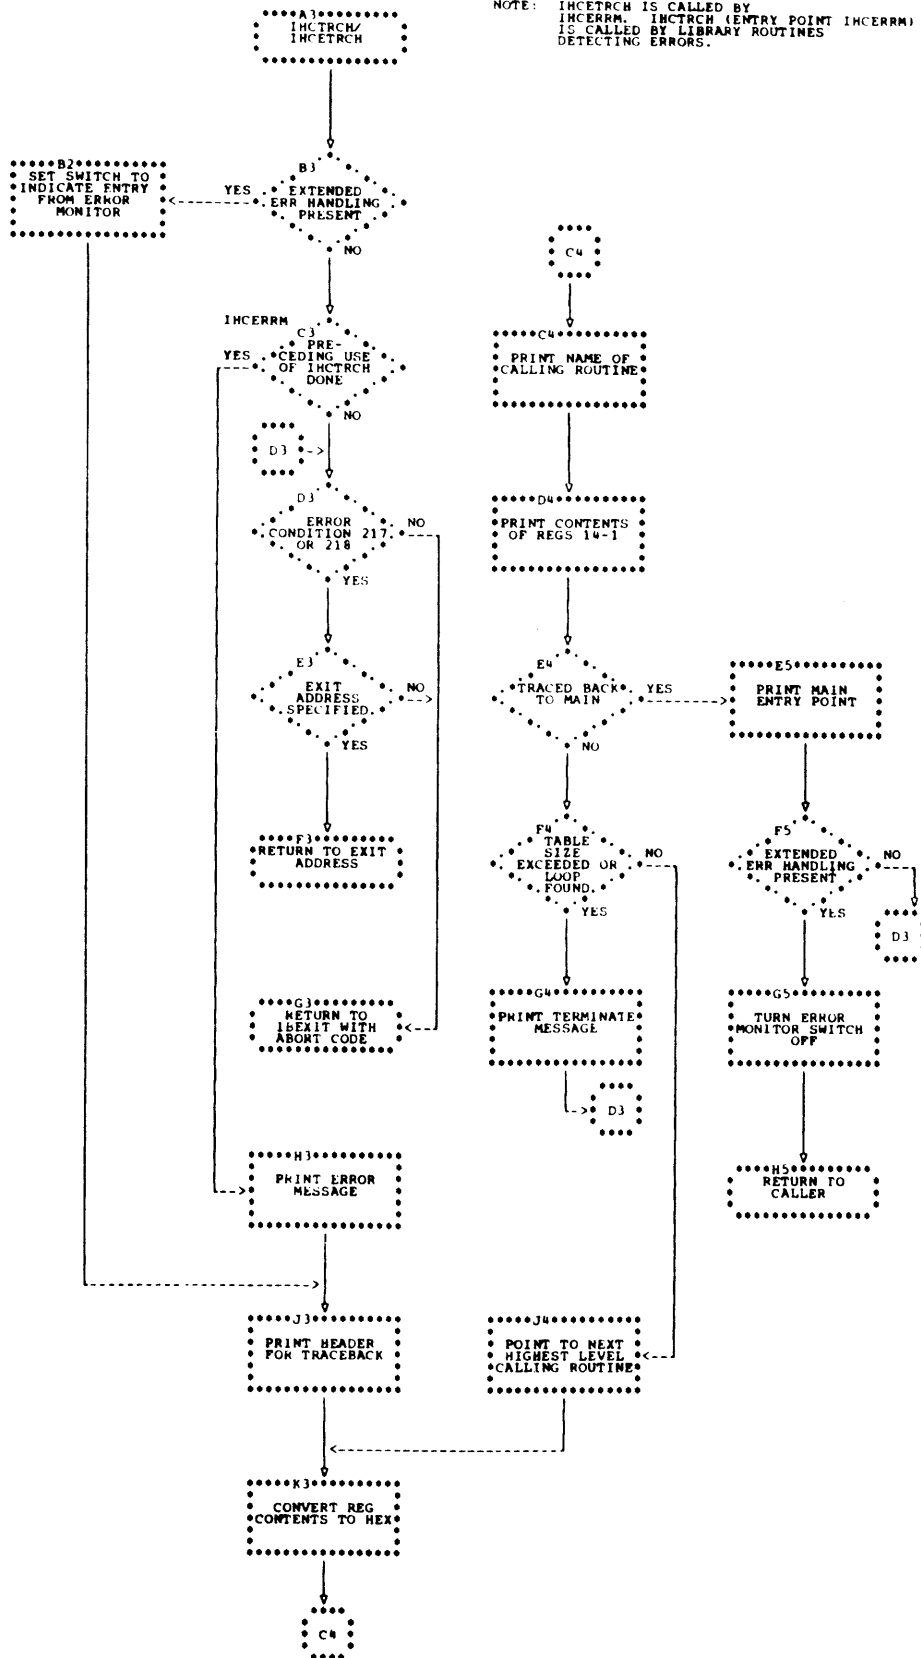 NOTE: IHCETRCH IS CALLED BY
IHCERRM. IHCTRCH (ENTRY POINT IHCERRM)
IS CALLED BY LIBRARY ROUTINES
DETECTING ERRORS.
A3
IHCTRCH/
IHCETRCH
B2
SET SWITCH TO
INDICATE ENTRY
FROM ERROR
MONITOR
YES
B3
EXTENDED
ERR HANDLING
PRESENT
NO
C4
IHCERRM
YES
C3
PRE-
CEDING USE
OF IHCTRCH
DONE
NO
C4
PRINT NAME OF
CALLING ROUTINE
D3
D3
ERROR
CONDITION 217
OR 218
NO
YES
D4
PRINT CONTENTS
OF REGS 14-1
E3
EXIT
ADDRESS
SPECIFIED
NO
YES
E4
TRACED BACK
TO MAIN
YES
NO
E5
PRINT MAIN
ENTRY POINT
F3
RETURN TO EXIT
ADDRESS
F4
TABLE
SIZE
EXCEEDED OR
LOOP
FOUND
NO
YES
F5
EXTENDED
ERR HANDLING
PRESENT
NO
YES
D3
G3
RETURN TO
IBEXIT WITH
ABORT CODE
G4
PRINT TERMINATE
MESSAGE
D3
G5
TURN ERROR
MONITOR SWITCH
OFF
H3
PRINT ERROR
MESSAGE
H5
RETURN TO
CALLER
J3
PRINT HEADER
FOR TRACEBACK
J4
POINT TO NEXT
HIGHEST LEVEL
CALLING ROUTINE
K3
CONVERT REG
CONTENTS TO HEX
C4